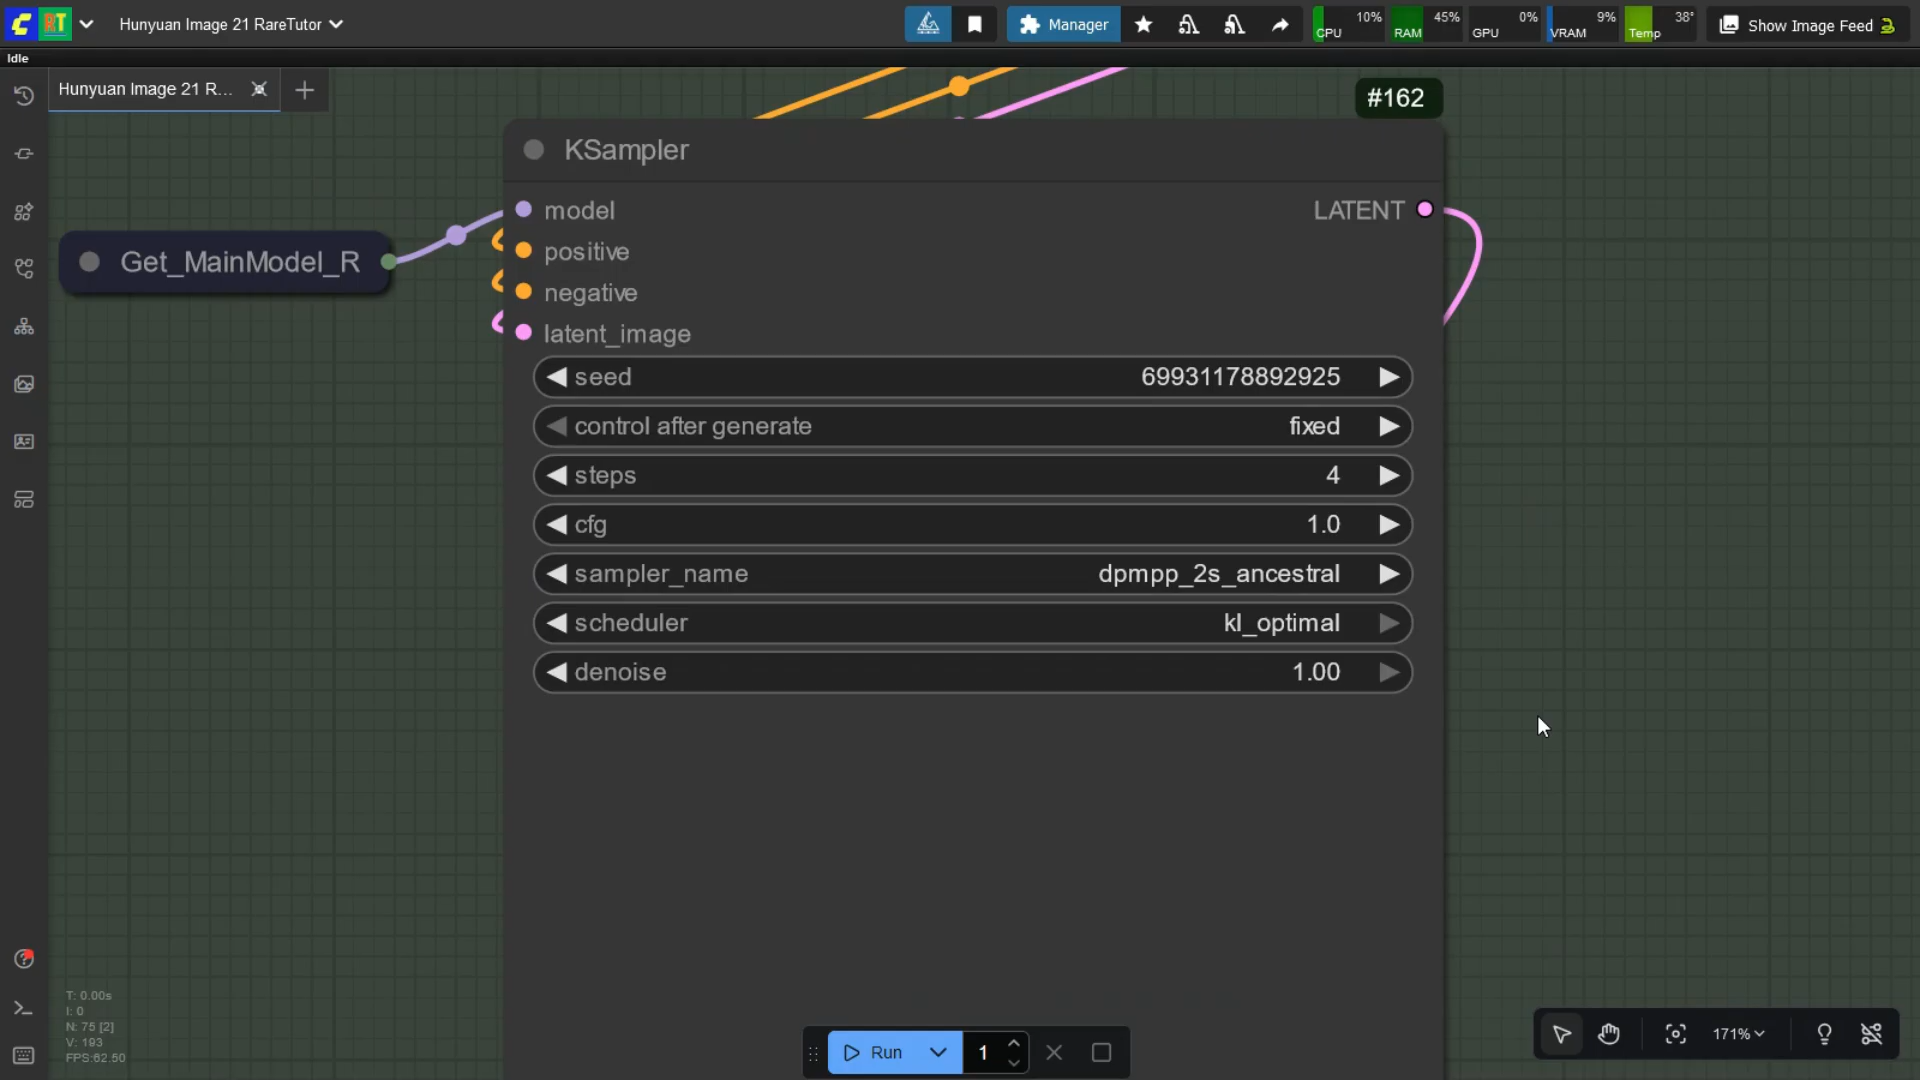 RT
Hunyuan Image 21 RareTutor
Manager
10%
CPU
45%
RAM
0%
GPU
9%
VRAM
38°
Temp
Show Image Feed
Idle
Hunyuan Image 21 R...
#162
KSampler
model
LATENT
positive
negative
latent_image
Get_MainModel_R
seed 69931178892925
control after generate fixed
steps 4
cfg 1.0
sampler_name dpmpp_2s_ancestral
scheduler kl_optimal
denoise 1.00
T: 0.00s
I: 0
N: 75 [2]
V: 193
FPS:62.50
Run
1
171%